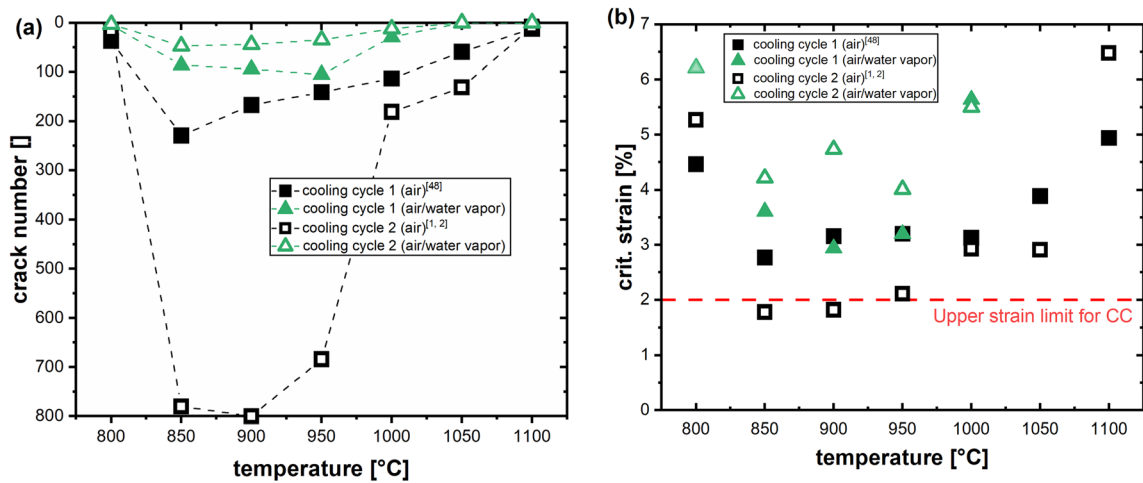 (a)
crack number []
0
100
200
300
400
500
600
700
800
cooling cycle 1 (air)[48]
cooling cycle 1 (air/water vapor)
cooling cycle 2 (air)[1, 2]
cooling cycle 2 (air/water vapor)
800 850 900 950 1000 1050 1100
temperature [°C]
(b)
crit. strain [%]
7
6
5
4
3
2
1
0
cooling cycle 1 (air)[48]
cooling cycle 1 (air/water vapor)
cooling cycle 2 (air)[1, 2]
cooling cycle 2 (air/water vapor)
Upper strain limit for CC
800 850 900 950 1000 1050 1100
temperature [°C]